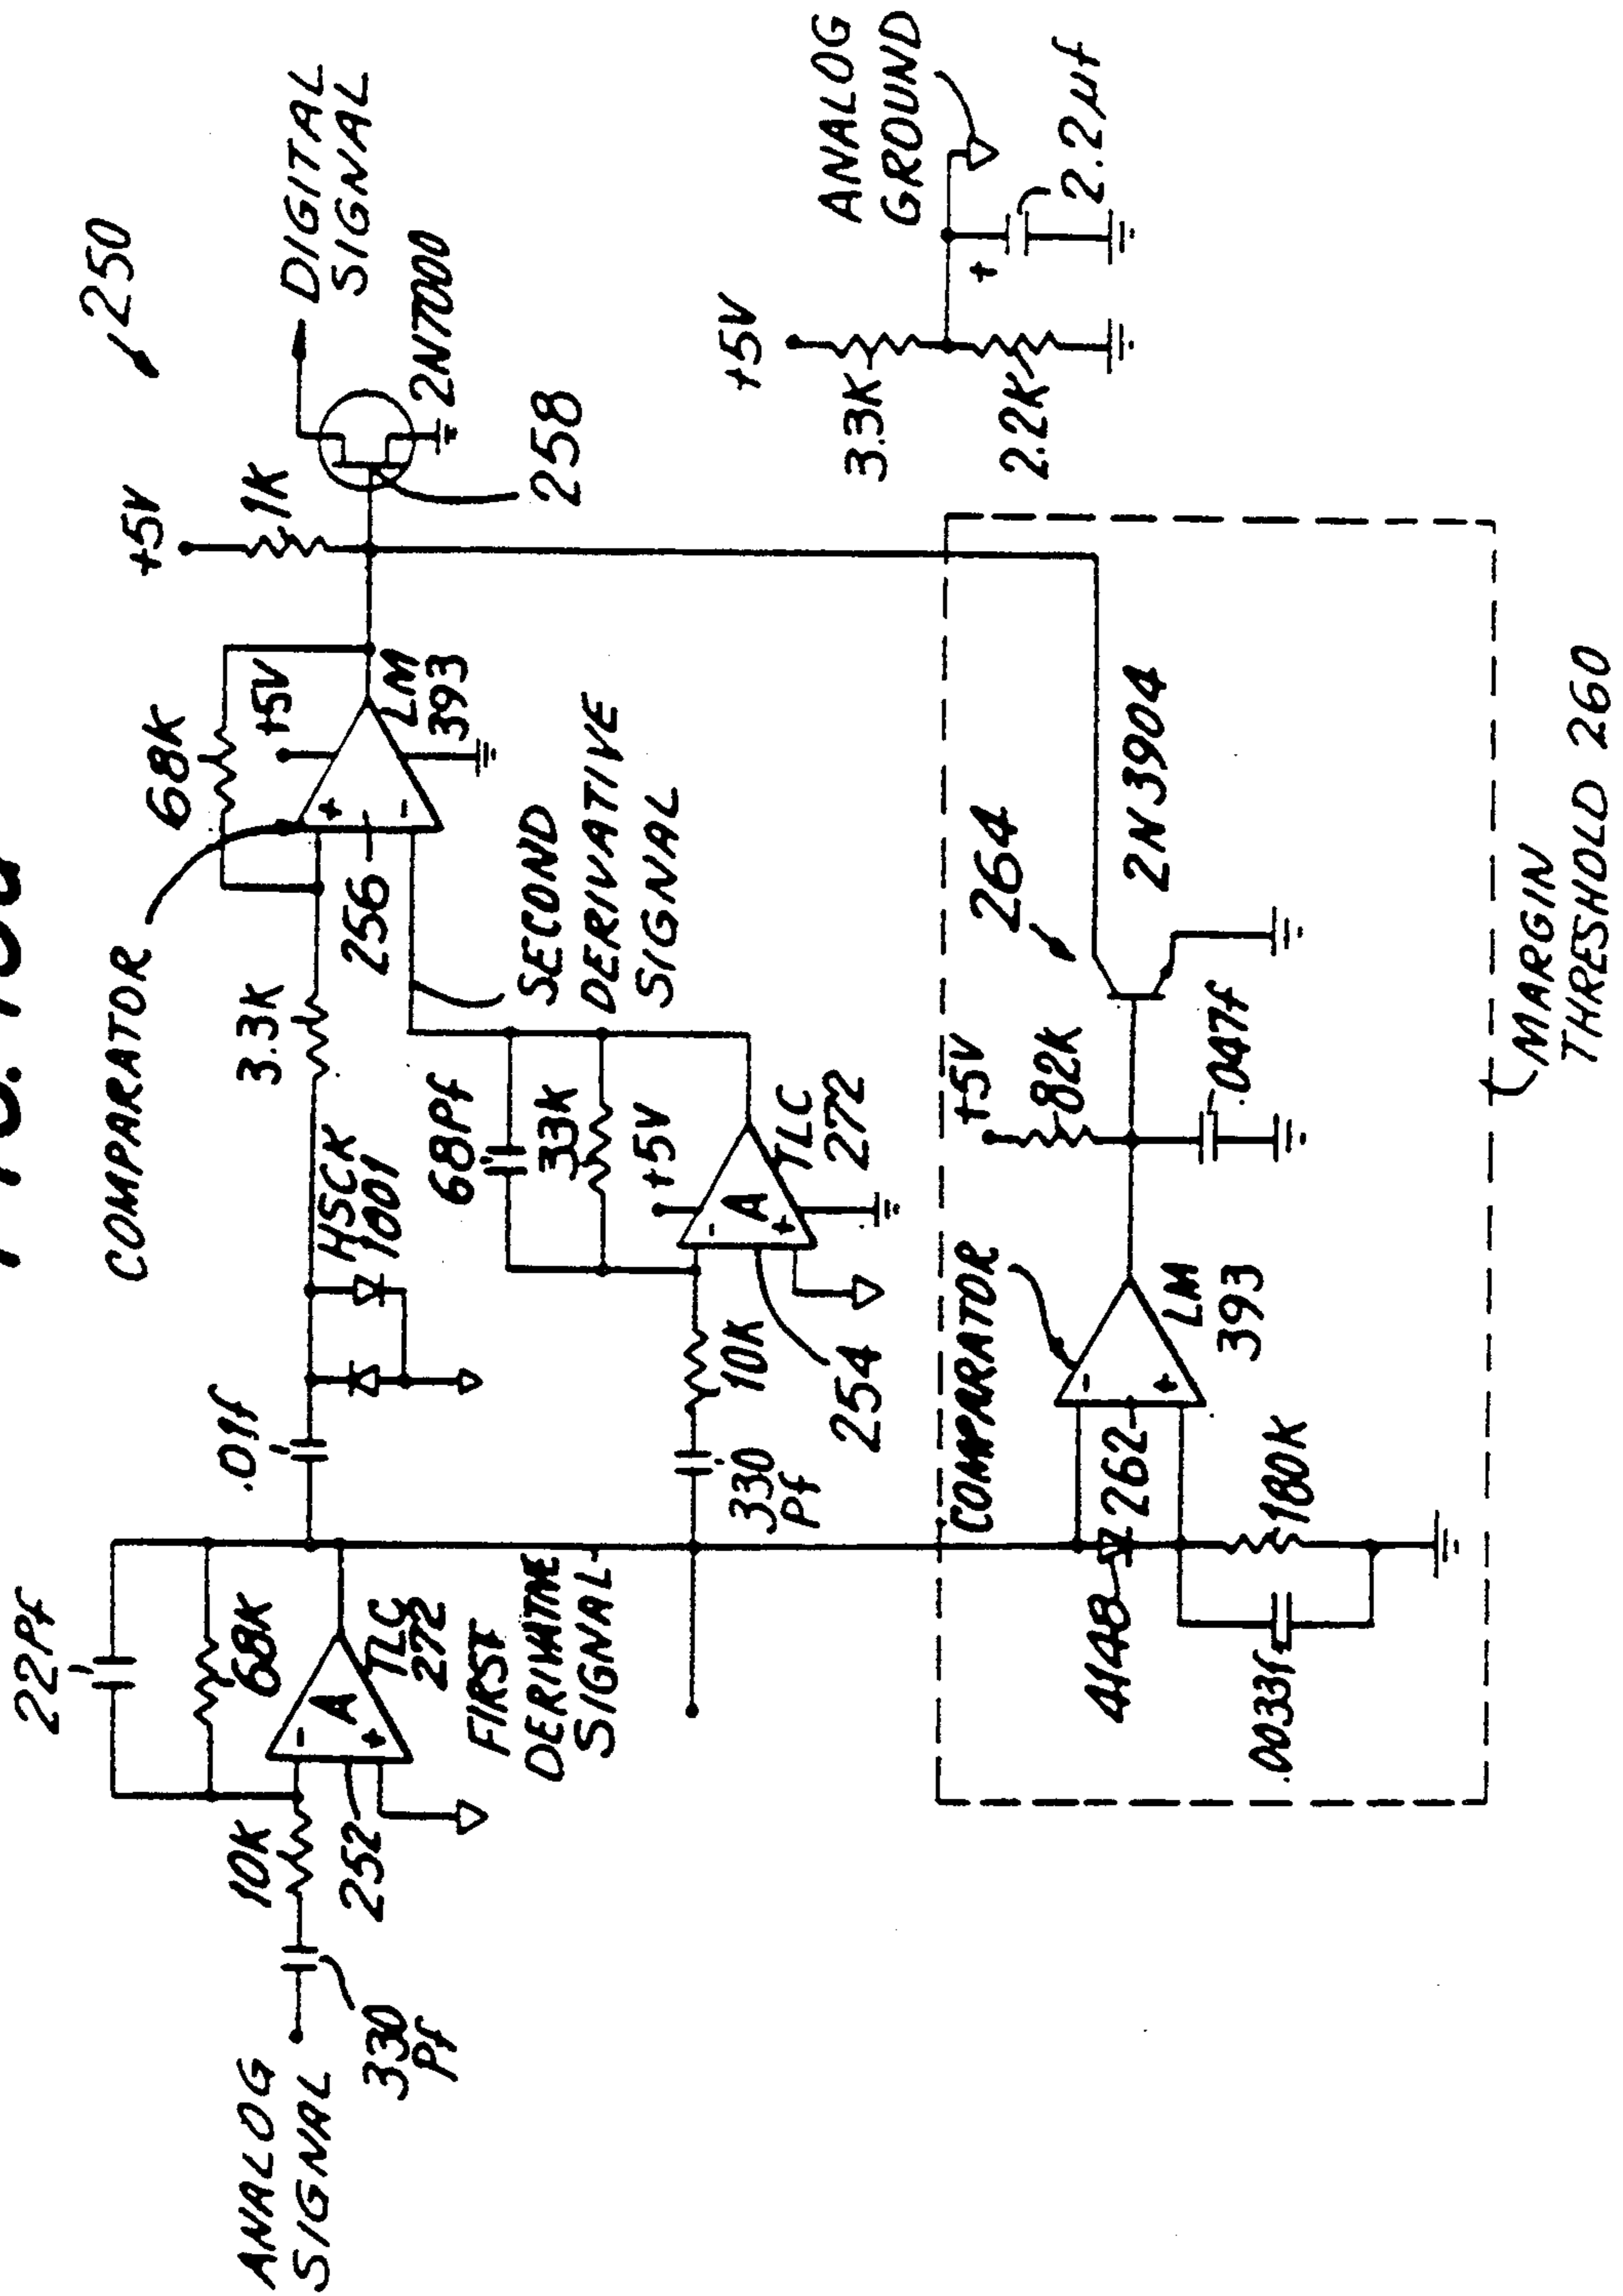 250
ANALOG
SIGNAL
330
Pf
10K
22Pf
68K
-
A
+
TLC
272
252
FIRST
DERIVATIVE
SIGNAL
.01f
HSCK
1001
3.3K
COMPARATOR
68K
+5V
+
-
256
LM
393
+5V
1K
DIGITAL
SIGNAL
2N7000
258
330
Pf
10K
68Pf
33K
+5V
-
A
+
TLC
272
254
SECOND
DERIVATIVE
SIGNAL
+5V
3.3K
2.2K
+
ANALOG
GROUND
2.2µf
COMPARATOR
4148
262
-
+
LM
393
.0033f
180K
+5V
82K
.047f
264
2N3904
MARGIN
THRESHOLD 260